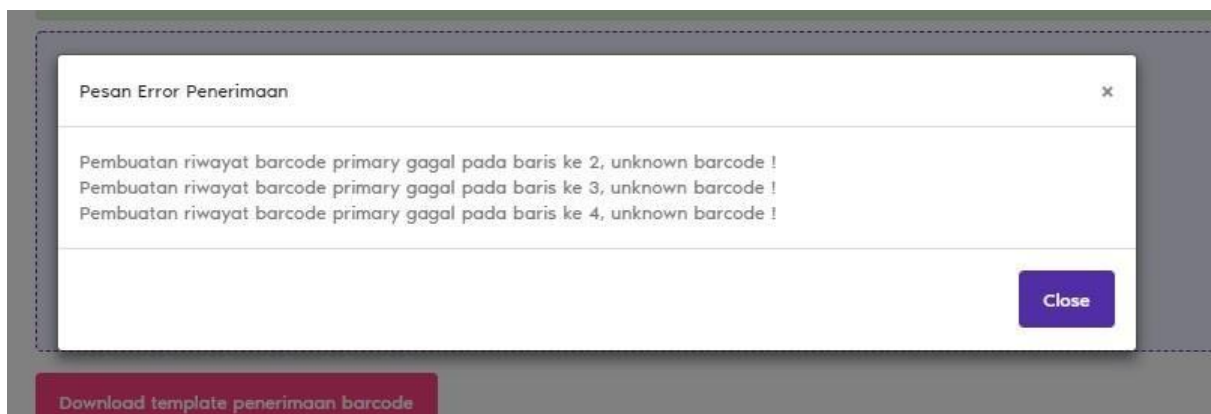 Pesan Error Penerimaan
×
Pembuatan riwayat barcode primary gagal pada baris ke 2, unknown barcode !
Pembuatan riwayat barcode primary gagal pada baris ke 3, unknown barcode !
Pembuatan riwayat barcode primary gagal pada baris ke 4, unknown barcode !
Close
Download template penerimaan barcode